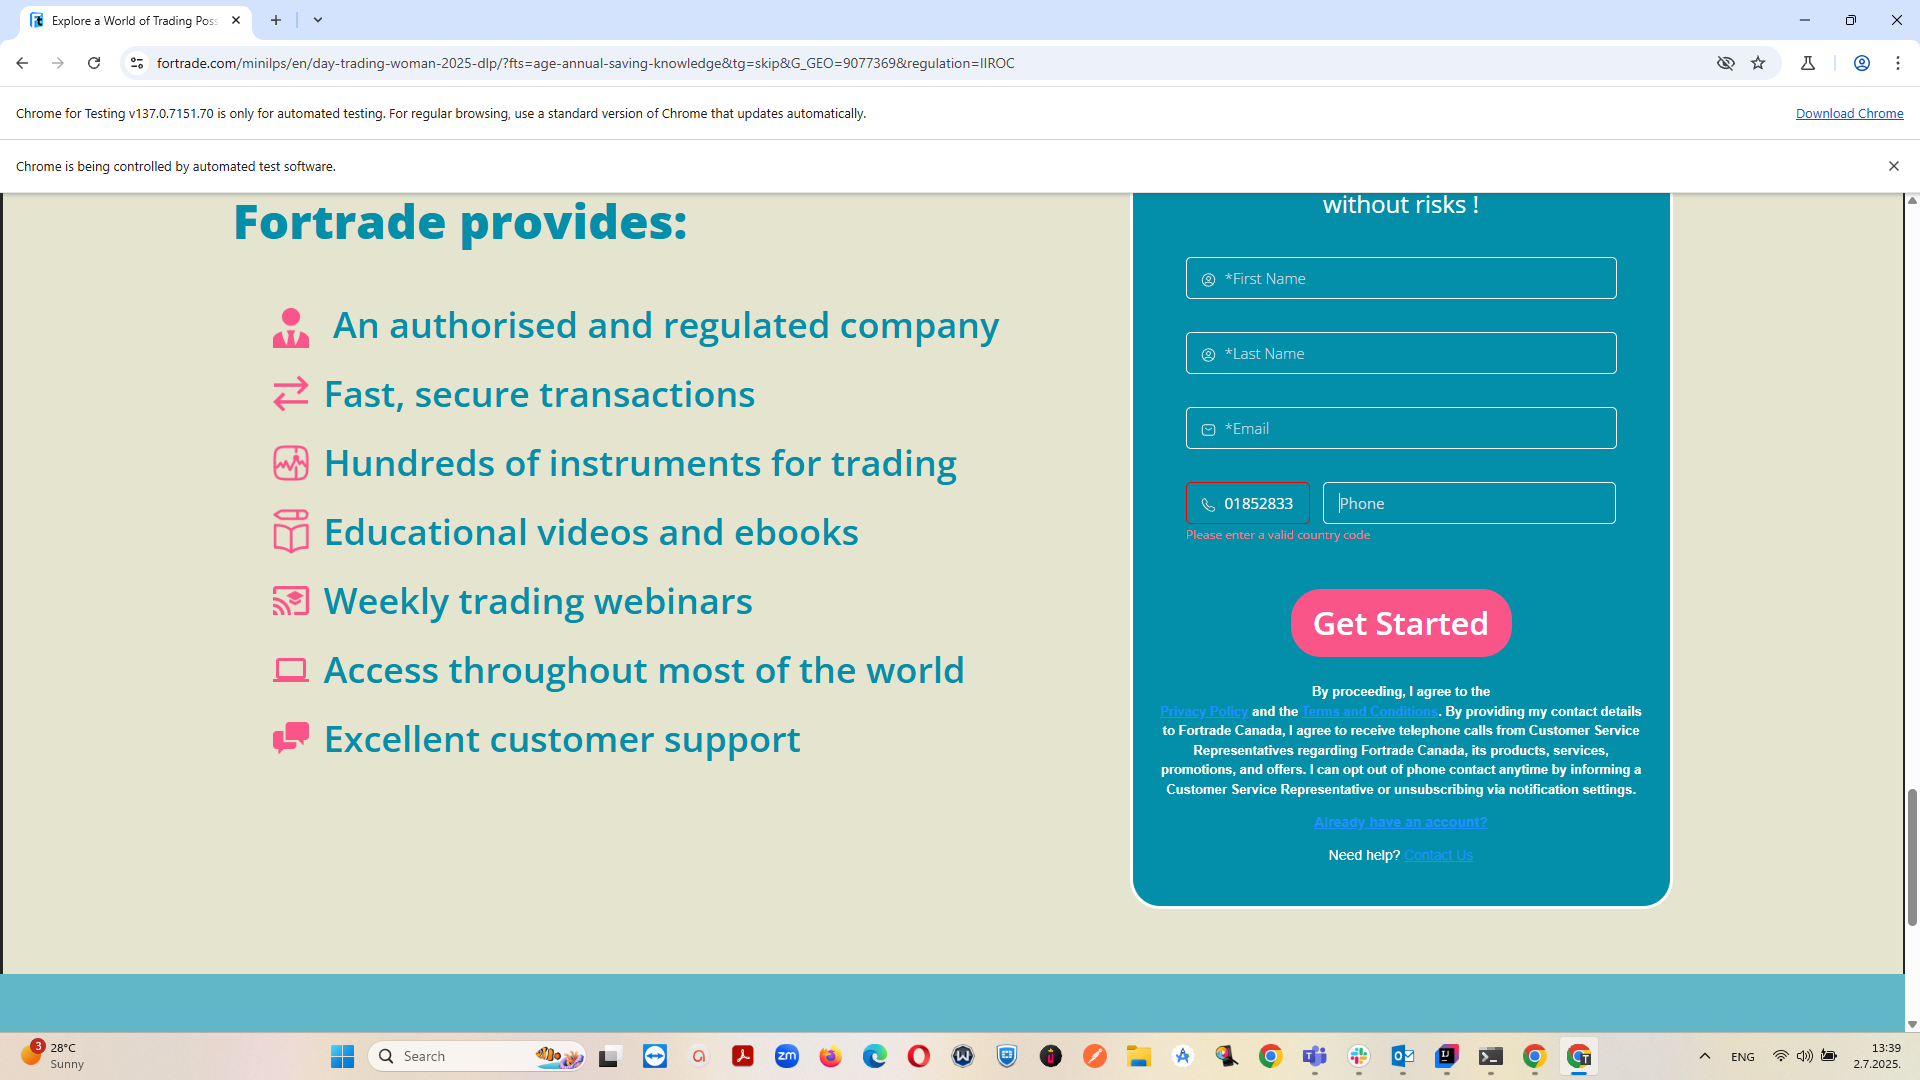 Explore a World of Trading Poss
fortrade.com/minilps/en/day-trading-woman-2025-dlp/?fts=age-annual-saving-knowledge&tg=skip&G_GEO=9077369&regulation=IIROC
Chrome for Testing v137.0.7151.70 is only for automated testing. For regular browsing, use a standard version of Chrome that updates automatically.
Download Chrome
Chrome is being controlled by automated test software.
Fortrade provides:
An authorised and regulated company
Fast, secure transactions
Hundreds of instruments for trading
Educational videos and ebooks
Weekly trading webinars
Access throughout most of the world
Excellent customer support
without risks !
*First Name
*Last Name
*Email
01852833
Phone
Please enter a valid country code
Get Started
By proceeding, I agree to the
Privacy Policy and the Terms and Conditions. By providing my contact details
to Fortrade Canada, I agree to receive telephone calls from Customer Service
Representatives regarding Fortrade Canada, its products, services,
promotions, and offers. I can opt out of phone contact anytime by informing a
Customer Service Representative or unsubscribing via notification settings.
Already have an account?
Need help? Contact Us
3
28°C
Sunny
Search
zm
ENG
13:39
2.7.2025.